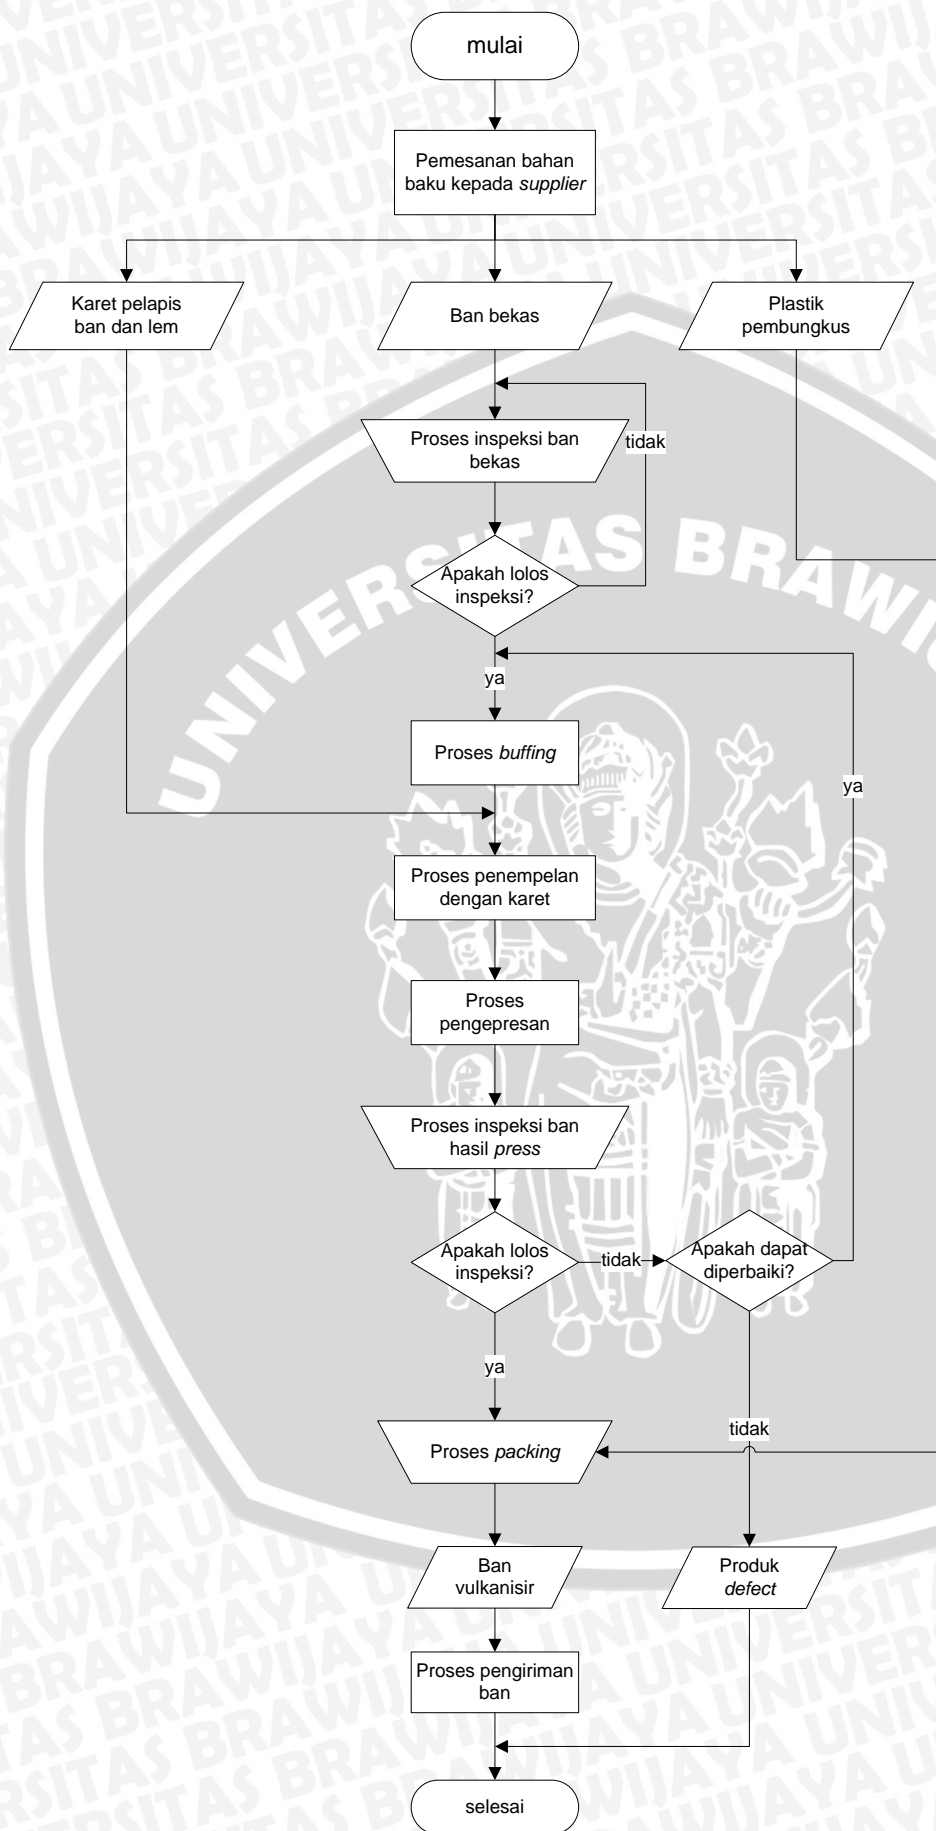 mulai
Pemesanan bahan
baku kepada supplier
Karet pelapis
ban dan lem
Ban bekas
Plastik
pembungkus
Proses inspeksi ban
bekas
tidak
Apakah lolos
inspeksi?
ya
Proses buffing
ya
Proses penempelan
dengan karet
Proses
pengepresan
Proses inspeksi ban
hasil press
Apakah lolos
inspeksi?
tidak
Apakah dapat
diperbaiki?
ya
tidak
Proses packing
Ban
vulkanisir
Produk
defect
Proses pengiriman
ban
selesai
UNIVERSITAS BRAWIJ